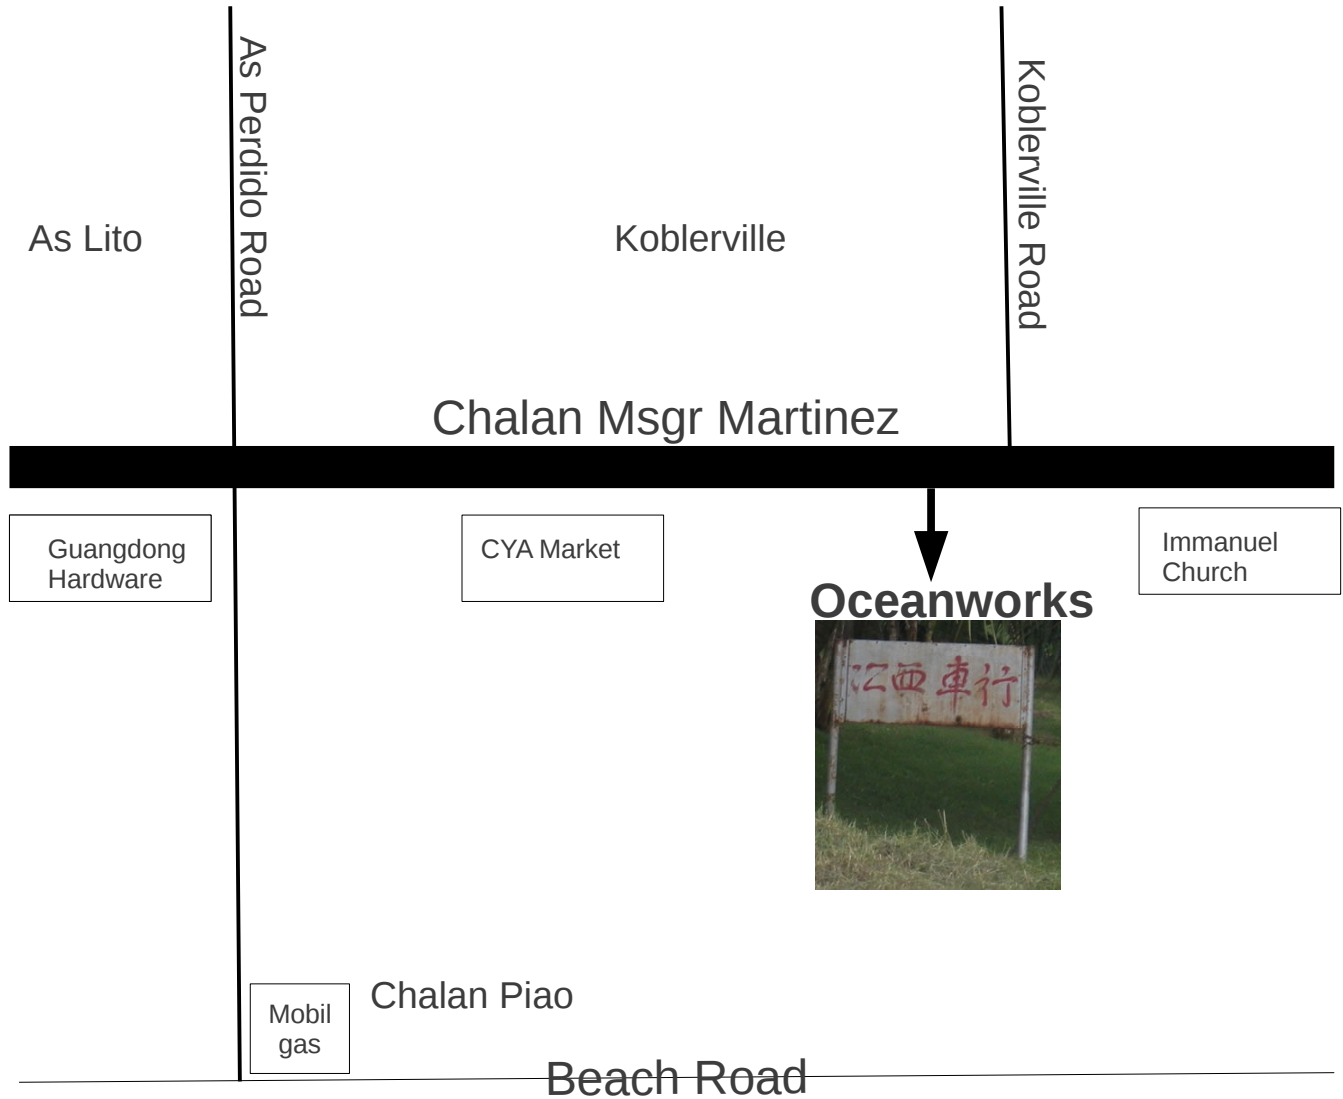 As Perdido Road
Koblerville Road
As Lito
Koblerville
Chalan Msgr Martinez
Guangdong
Hardware
CYA Market
Immanuel
Church
Oceanworks
江西車行
Mobil
gas
Chalan Piao
Beach Road